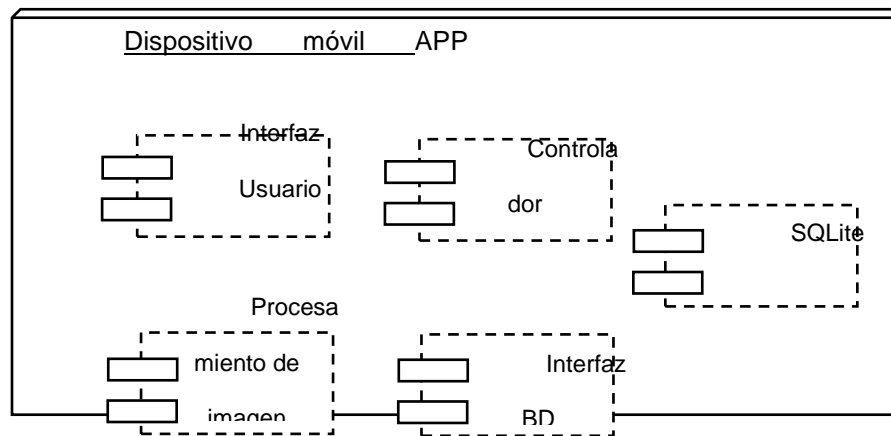 Dispositivo móvil APP
Interfaz
Usuario
Controla
dor
SQLite
Procesa
miento de
imagen
Interfaz
BD